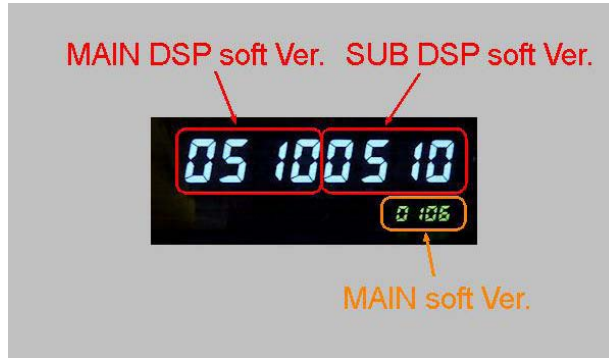 MAIN DSP soft Ver. SUB DSP soft Ver.
05 10 05 10
0 106
MAIN soft Ver.